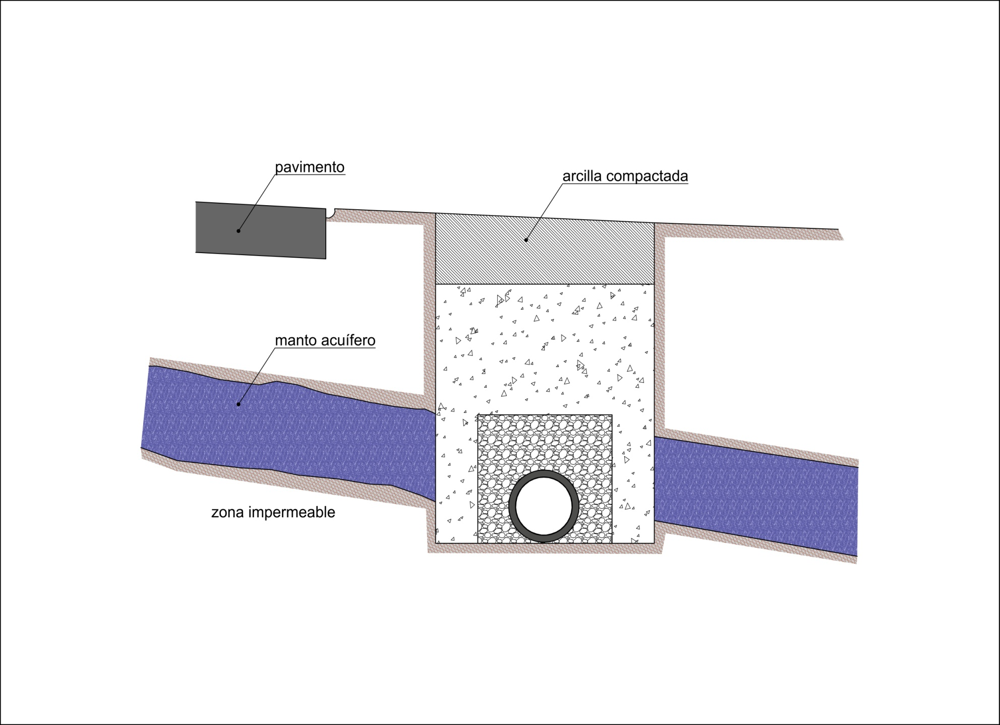 pavimento
arcilla compactada
manto acuífero
zona impermeable